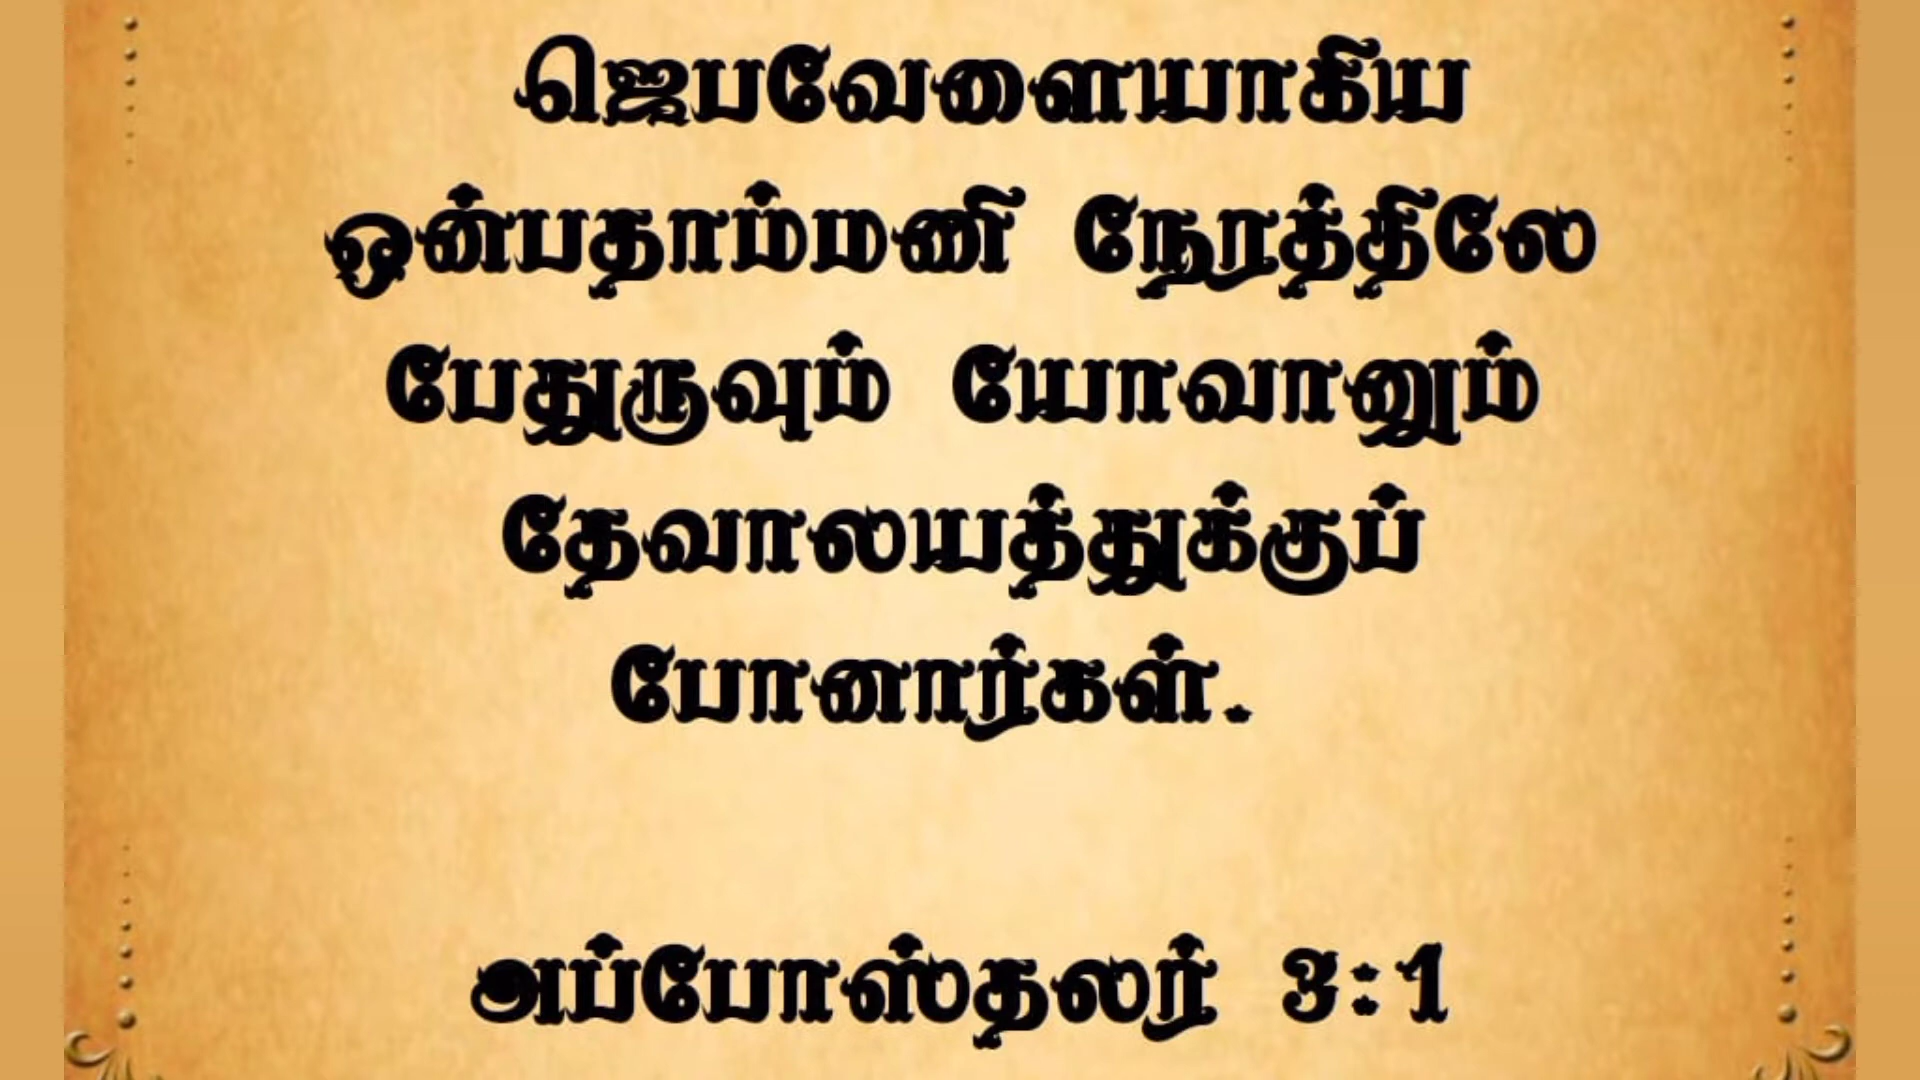 ஜெபவேளையாகிய
ஒன்பதாம்மணி நேரத்திலே
பேதுருவும் யோவானும்
தேவாலயத்துக்குப்
போனார்கள்.
அப்போஸ்தலர் 3:1